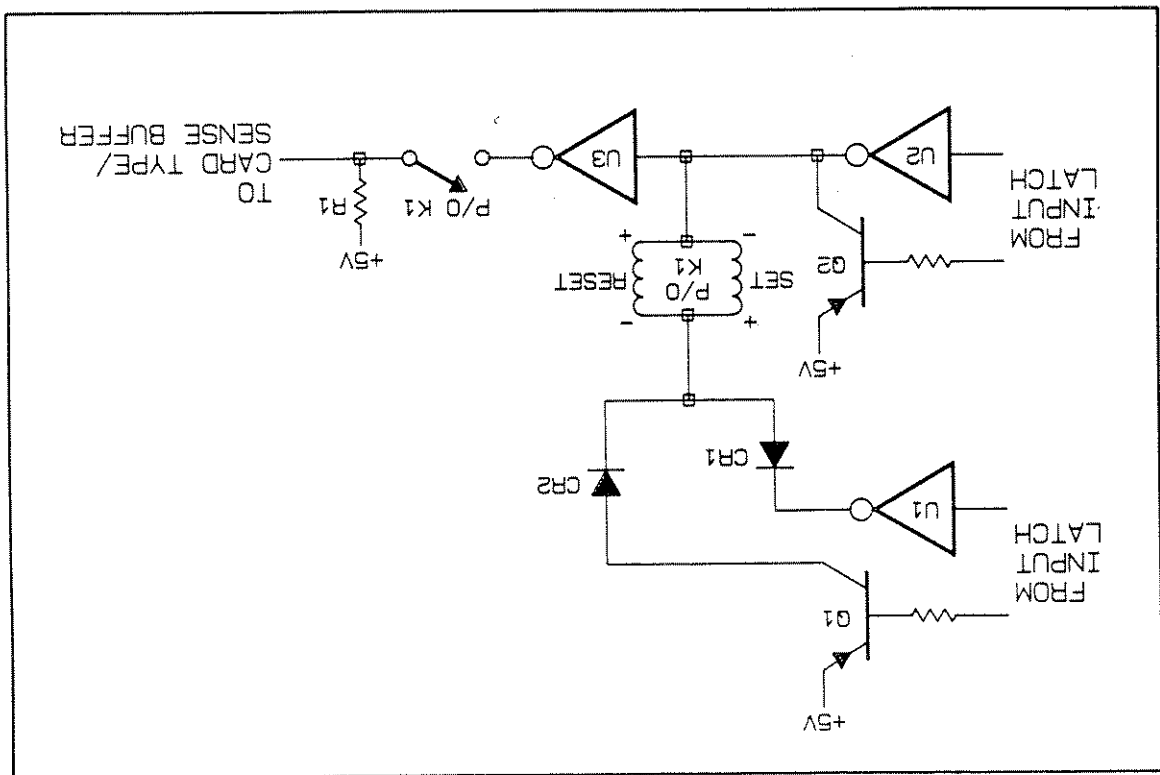 +5V
Q1
FROM
INPUT
LATCH
U1
CR1
CR2
+5V
Q2
+
-
SET
P/O
K1
RESET
-
+
+5V
R1
P/O K1
FROM
INPUT
LATCH
U2
U3
TO
CARD TYPE/
SENSE BUFFER